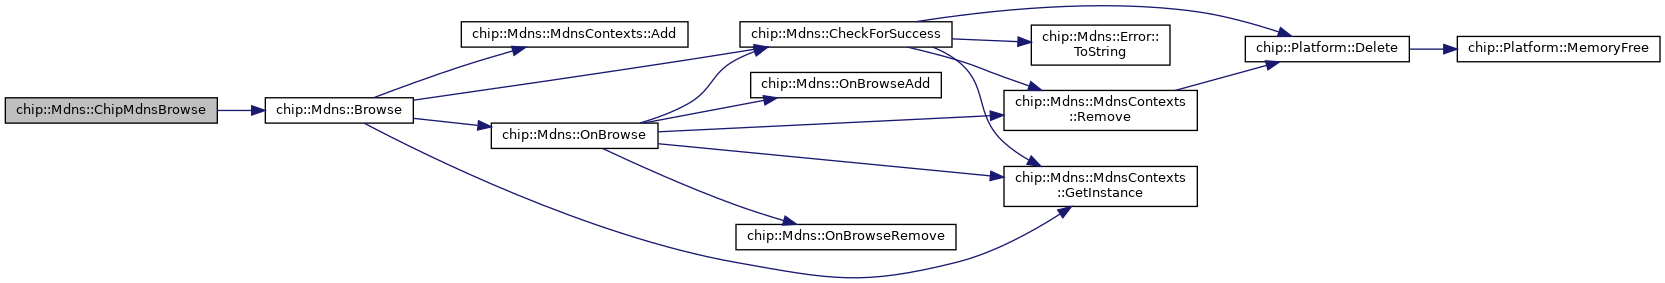 chip::Mdns::ChipMdnsBrowse
chip::Mdns::Browse
chip::Mdns::MdnsContexts::Add
chip::Mdns::OnBrowse
chip::Mdns::CheckForSuccess
chip::Mdns::OnBrowseAdd
chip::Mdns::OnBrowseRemove
chip::Mdns::Error::
ToString
chip::Mdns::MdnsContexts
::Remove
chip::Mdns::MdnsContexts
::GetInstance
chip::Platform::Delete
chip::Platform::MemoryFree